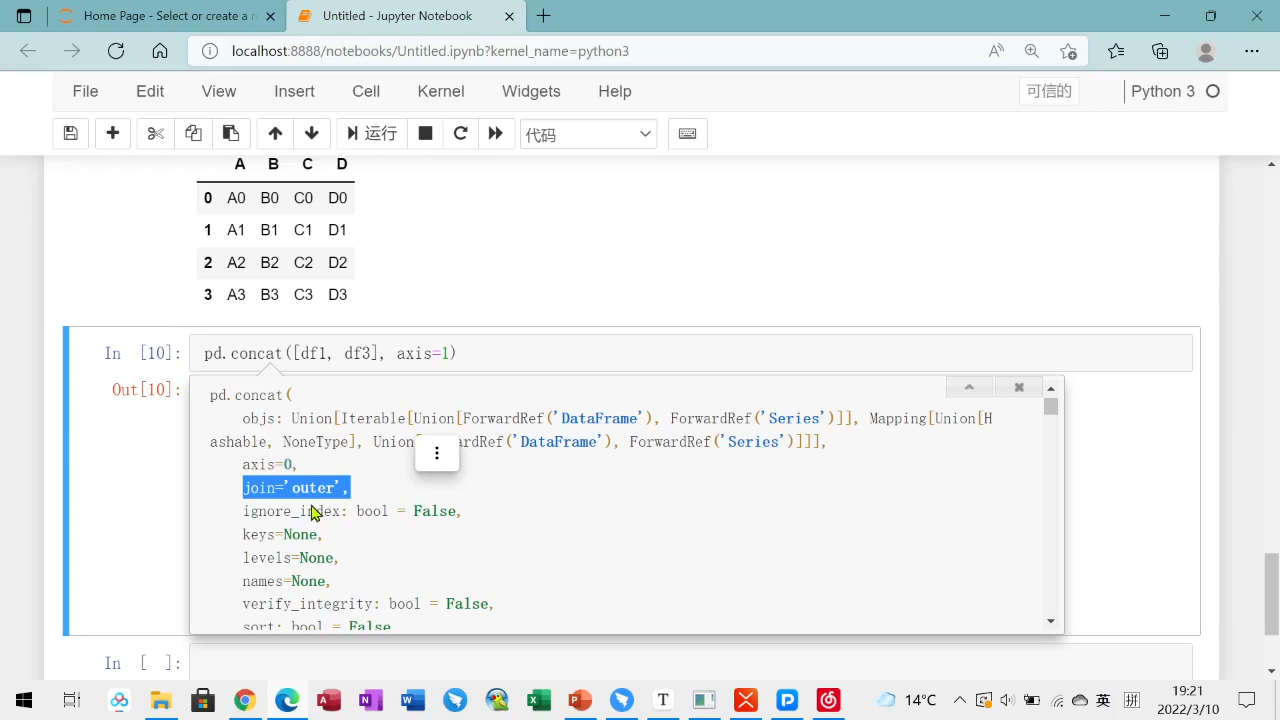 Home Page - Select or create a n
Untitled - Jupyter Notebook
localhost:8888/notebooks/Untitled.ipynb?kernel_name=python3
File Edit View Insert Cell Kernel Widgets Help
可信的
Python 3
运行
代码
A B C D
0 A0 B0 C0 D0
1 A1 B1 C1 D1
2 A2 B2 C2 D2
3 A3 B3 C3 D3
In [10]: pd.concat([df1, df3], axis=1)
Out[10]:
pd.concat(
objs: Union[Iterable[Union[ForwardRef('DataFrame'), ForwardRef('Series')]], Mapping[Union[H
ashable, NoneType], Union[ wardRef('DataFrame'), ForwardRef('Series')]]],
axis=0,
join='outer',
ignore_index: bool = False,
keys=None,
levels=None,
names=None,
verify_integrity: bool = False,
sort: bool = False
In [ ]:
14°C
英
拼
19:21
2022/3/10